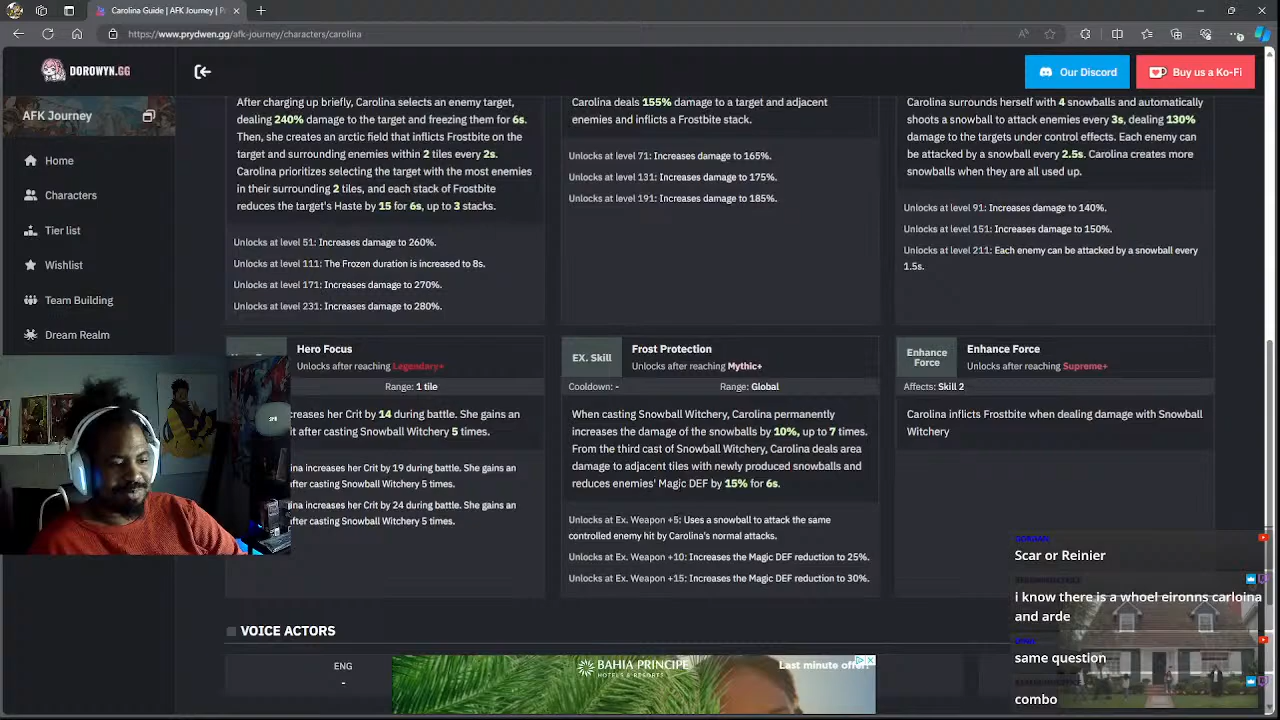 Carolina Guide | AFK Journey | Pr
https://www.prydwen.gg/afk-journey/characters/carolina
DOROWYN.GG
Our Discord
Buy us a Ko-Fi
AFK Journey
Home
Characters
Tier list
Wishlist
Team Building
Dream Realm
After charging up briefly, Carolina selects an enemy target,
dealing 240% damage to the target and freezing them for 6s.
Then, she creates an arctic field that inflicts Frostbite on the
target and surrounding enemies within 2 tiles every 2s.
Carolina prioritizes selecting the target with the most enemies
in their surrounding 2 tiles, and each stack of Frostbite
reduces the target's Haste by 15 for 6s, up to 3 stacks.
Unlocks at level 51: Increases damage to 260%.
Unlocks at level 111: The Frozen duration is increased to 8s.
Unlocks at level 171: Increases damage to 270%.
Unlocks at level 231: Increases damage to 280%.
Carolina deals 155% damage to a target and adjacent
enemies and inflicts a Frostbite stack.
Unlocks at level 71: Increases damage to 165%.
Unlocks at level 131: Increases damage to 175%.
Unlocks at level 191: Increases damage to 185%.
Carolina surrounds herself with 4 snowballs and automatically
shoots a snowball to attack enemies every 3s, dealing 130%
damage to the targets under control effects. Each enemy can
be attacked by a snowball every 2.5s. Carolina creates more
snowballs when they are all used up.
Unlocks at level 91: Increases damage to 140%.
Unlocks at level 151: Increases damage to 150%.
Unlocks at level 211: Each enemy can be attacked by a snowball every
1.5s.
Hero Focus
Unlocks after reaching Legendary+
Range: 1 tile
creases her Crit by 14 during battle. She gains an
it after casting Snowball Witchery 5 times.
ina increases her Crit by 19 during battle. She gains an
after casting Snowball Witchery 5 times.
ina increases her Crit by 24 during battle. She gains an
after casting Snowball Witchery 5 times.
EX. Skill
Frost Protection
Unlocks after reaching Mythic+
Cooldown: -
Range: Global
When casting Snowball Witchery, Carolina permanently
increases the damage of the snowballs by 10%, up to 7 times.
From the third cast of Snowball Witchery, Carolina deals area
damage to adjacent tiles with newly produced snowballs and
reduces enemies' Magic DEF by 15% for 6s.
Unlocks at Ex. Weapon +5: Uses a snowball to attack the same
controlled enemy hit by Carolina's normal attacks.
Unlocks at Ex. Weapon +10: Increases the Magic DEF reduction to 25%.
Unlocks at Ex. Weapon +15: Increases the Magic DEF reduction to 30%.
Enhance
Force
Enhance Force
Unlocks after reaching Supreme+
Affects: Skill 2
Carolina inflicts Frostbite when dealing damage with Snowball
Witchery
VOICE ACTORS
ENG
-
BAHIA PRINCIPE
HOTELS & RESORTS
Last minute offer!
Scar or Reinier
i know there is a whoel eironns carloina
and arde
same question
combo